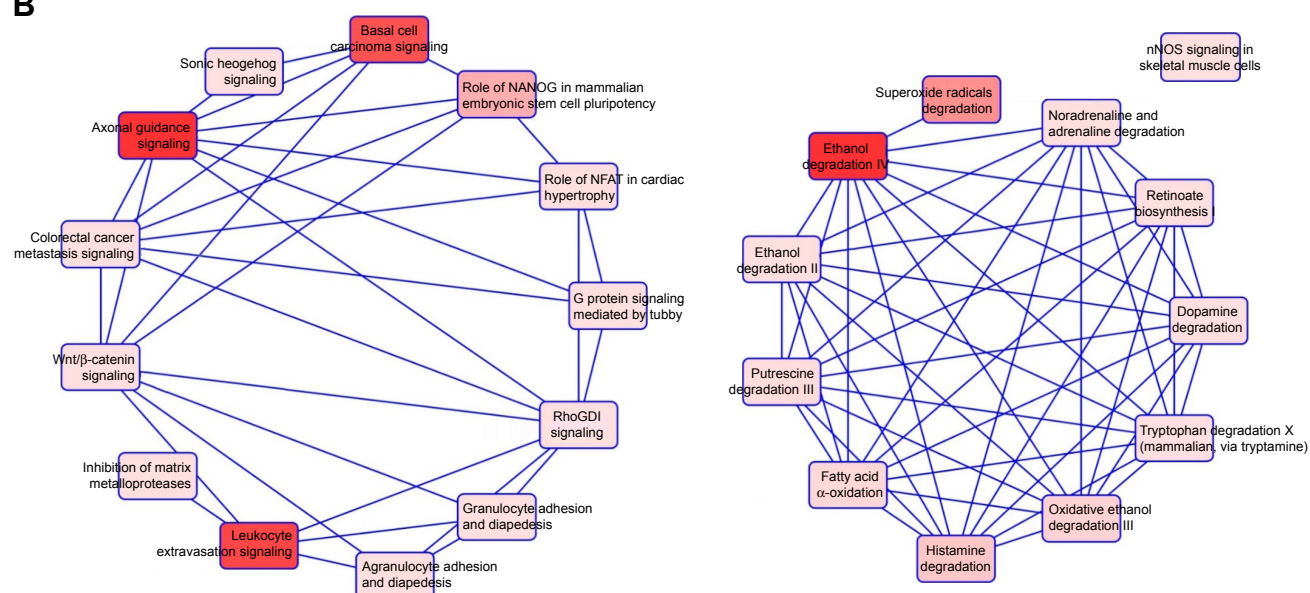 B
Basal cell
carcinoma signaling
Sonic heogehog
signaling
Role of NANOG in mammalian
embryonic stem cell pluripotency
Axonal guidance
signaling
Role of NFAT in cardiac
hypertrophy
Colorectal cancer
metastasis signaling
G protein signaling
mediated by tubby
Wnt/β-catenin
signaling
RhoGDI
signaling
Inhibition of matrix
metalloproteases
Granulocyte adhesion
and diapedesis
Leukocyte
extravasation signaling
Agranulocyte adhesion
and diapedesis
nNOS signaling in
skeletal muscle cells
Superoxide radicals
degradation
Noradrenaline and
adrenaline degradation
Ethanol
degradation IV
Retinoate
biosynthesis I
Ethanol
degradation II
Dopamine
degradation
Putrescine
degradation III
Tryptophan degradation X
(mammalian, via tryptamine)
Fatty acid
α-oxidation
Oxidative ethanol
degradation III
Histamine
degradation